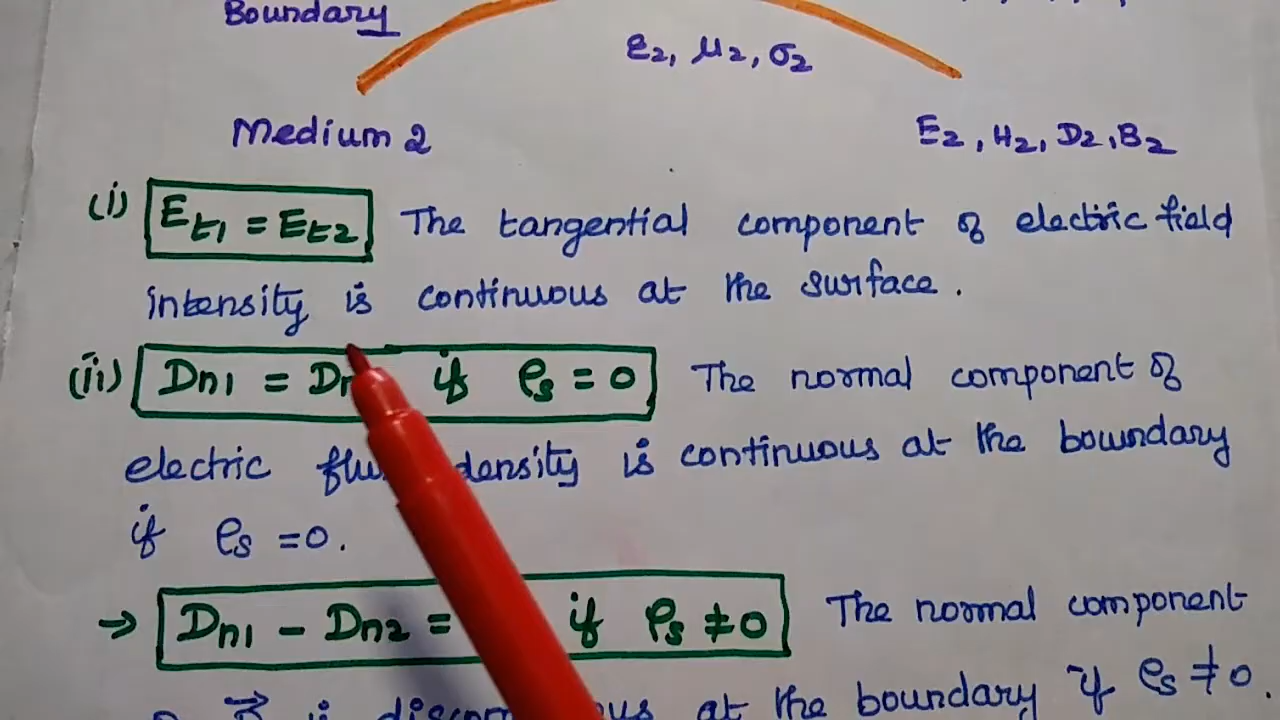 Boundary
ε2, μ2, σ2
Medium 2
E2, H2, D2, B2
(i) Et1 = Et2 The tangential component of electric field
intensity is continuous at the surface.
(ii) Dn1 = Dn if ρs = 0 The normal component of
electric density is continuous at the boundary
if ρs = 0.
→ Dn1 - Dn2 = if ρs ≠ 0 The normal component
at the boundary if ρs ≠ 0.